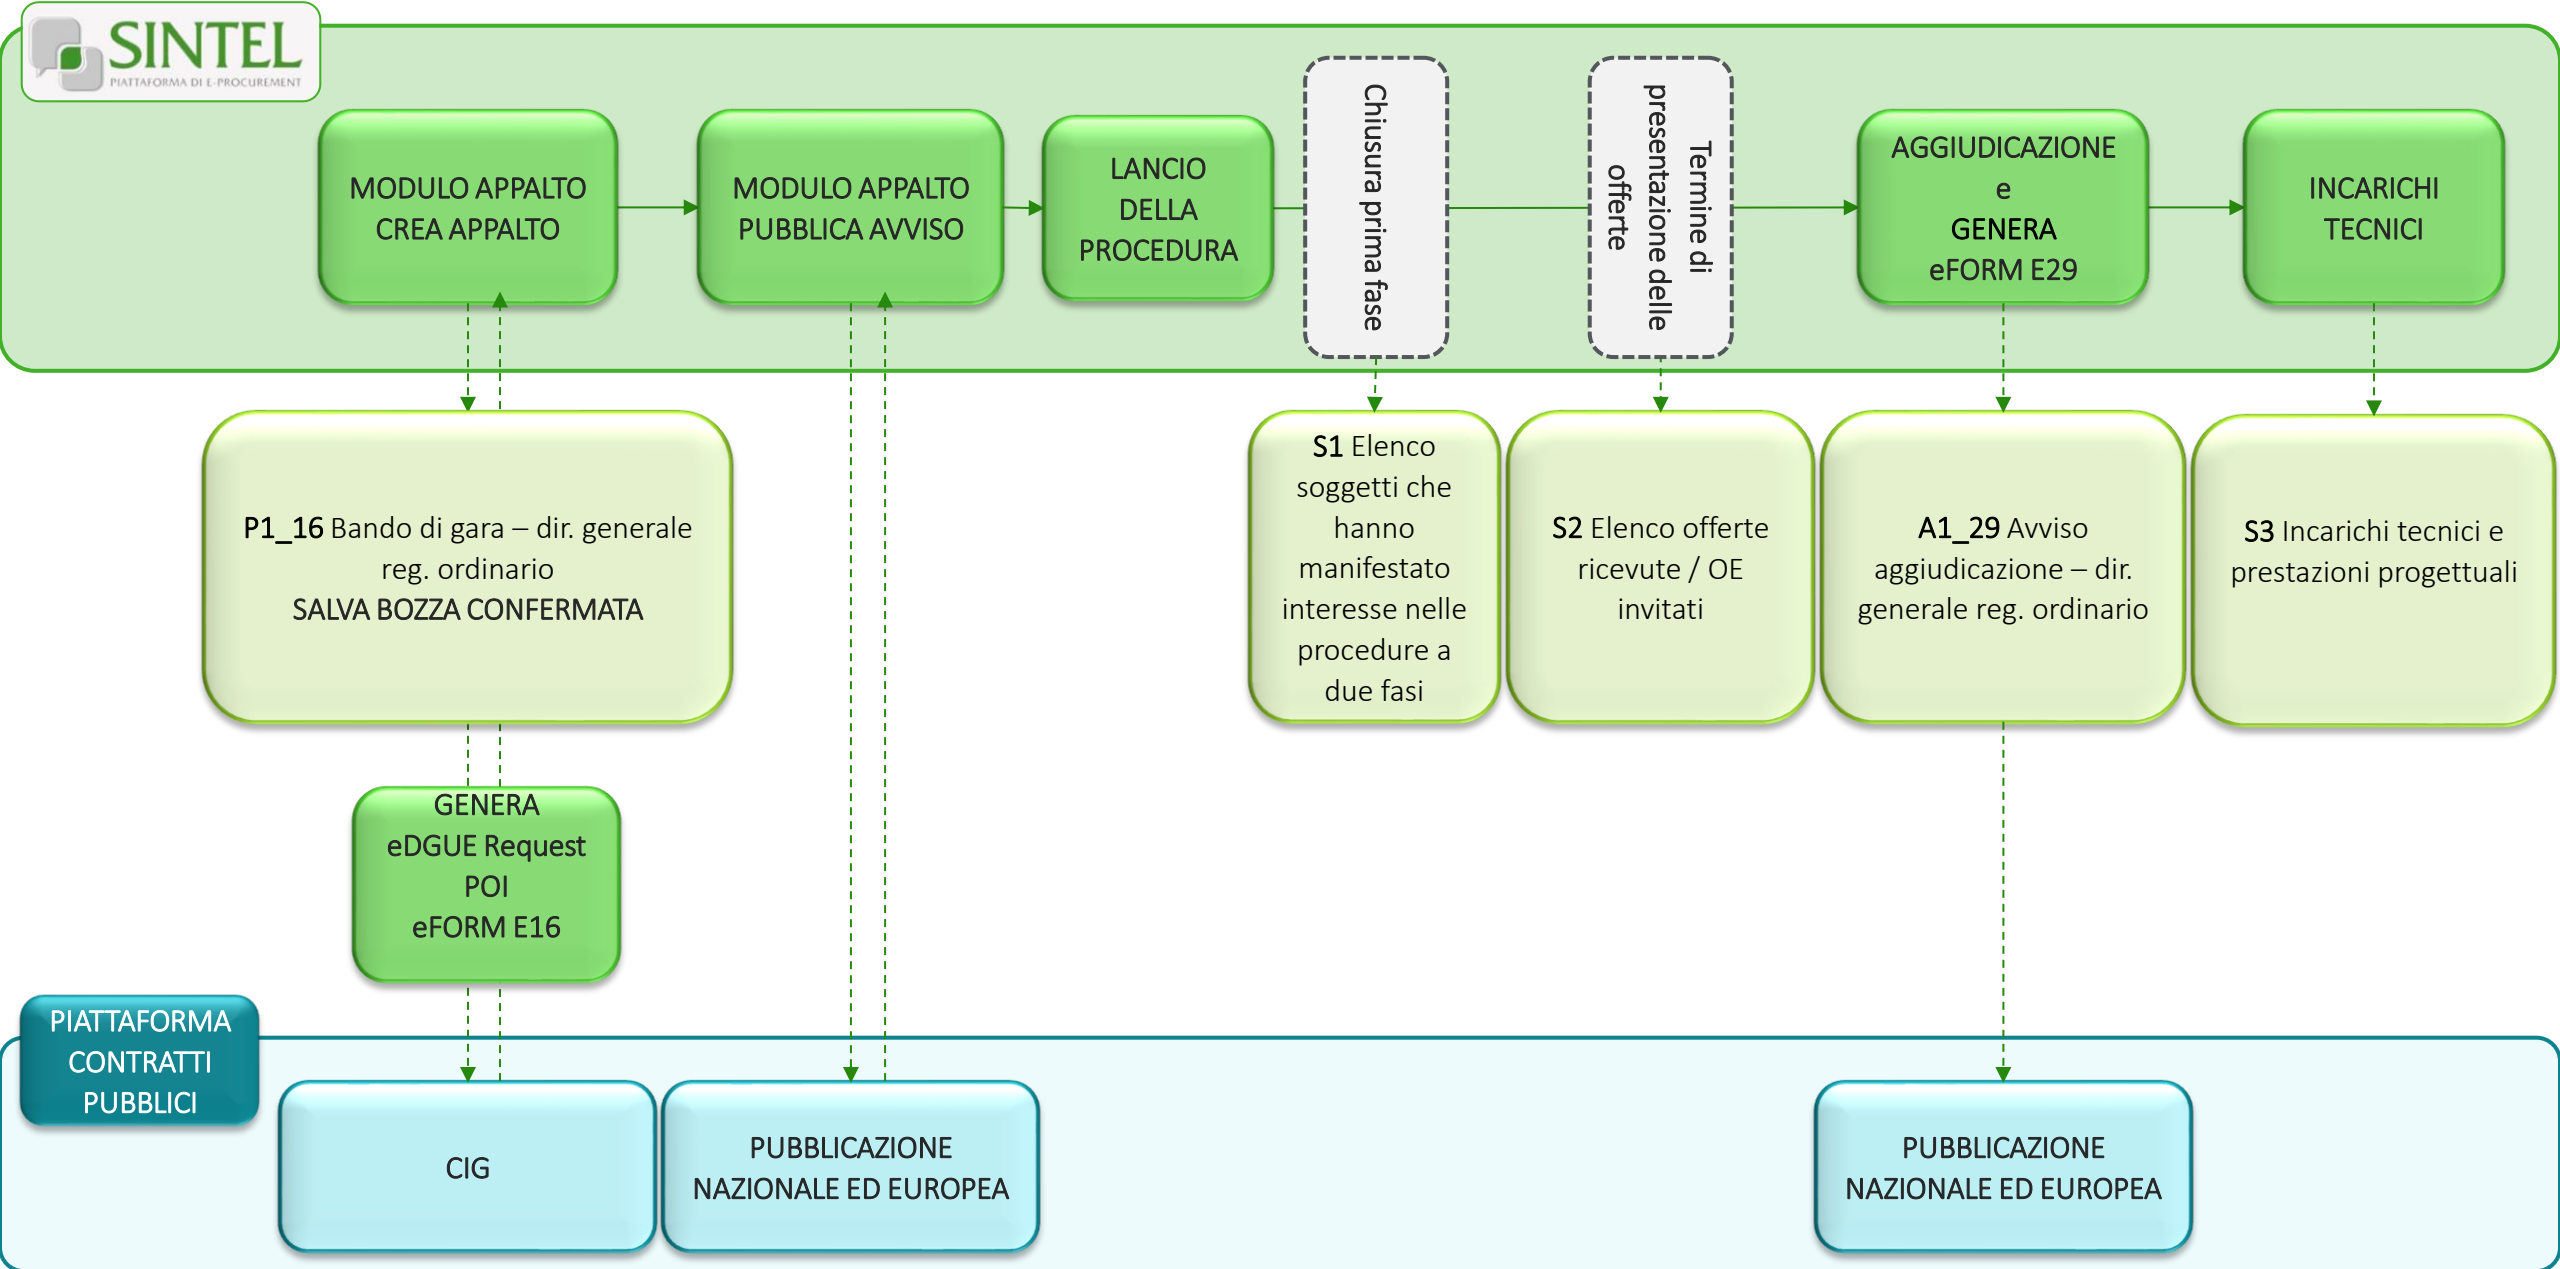 SINTEL
PIATTAFORMA DI E-PROCUREMENT
MODULO APPALTO
CREA APPALTO
MODULO APPALTO
PUBBLICA AVVISO
LANCIO
DELLA
PROCEDURA
Chiusura prima fase
Termine di
presentazione delle
offerte
AGGIUDICAZIONE
e
GENERA
eFORM E29
INCARICHI
TECNICI
P1_16 Bando di gara – dir. generale
reg. ordinario
SALVA BOZZA CONFERMATA
S1 Elenco
soggetti che
hanno
manifestato
interesse nelle
procedure a
due fasi
S2 Elenco offerte
ricevute / OE
invitati
A1_29 Avviso
aggiudicazione – dir.
generale reg. ordinario
S3 Incarichi tecnici e
prestazioni progettuali
GENERA
eDGUE Request
POI
eFORM E16
PIATTAFORMA
CONTRATTI
PUBBLICI
CIG
PUBBLICAZIONE
NAZIONALE ED EUROPEA
PUBBLICAZIONE
NAZIONALE ED EUROPEA